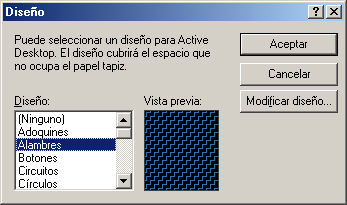 Diseño
Puede seleccionar un diseño para Active
Desktop. El diseño cubrirá el espacio que
no ocupa el papel tapiz.
Aceptar
Cancelar
Modificar diseño...
Diseño:
(Ninguno)
Adoquines
Alambres
Botones
Circuitos
Círculos
Vista previa: